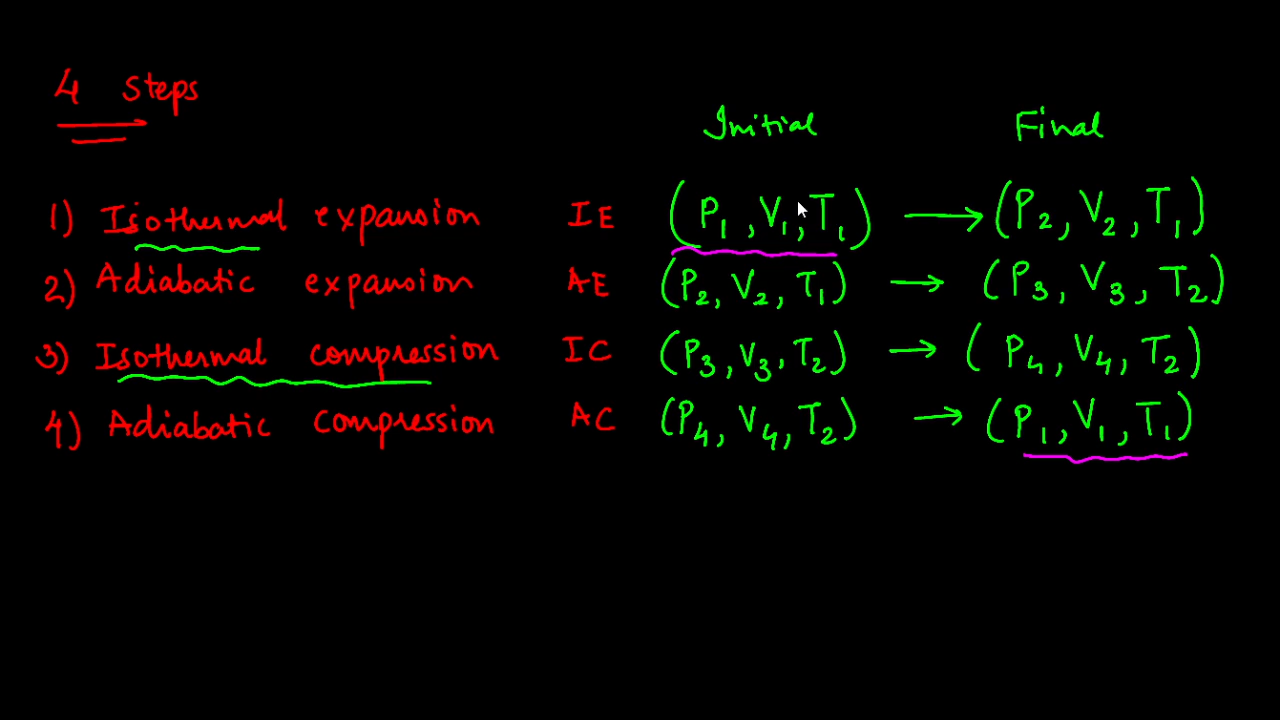 4 Steps
Initial Final
1) Isothermal expansion IE (P₁, V₁, T₁) → (P₂, V₂, T₁)
2) Adiabatic expansion AE (P₂, V₂, T₁) → (P₃, V₃, T₂)
3) Isothermal compression IC (P₃, V₃, T₂) → (P₄, V₄, T₂)
4) Adiabatic compression AC (P₄, V₄, T₂) → (P₁, V₁, T₁)